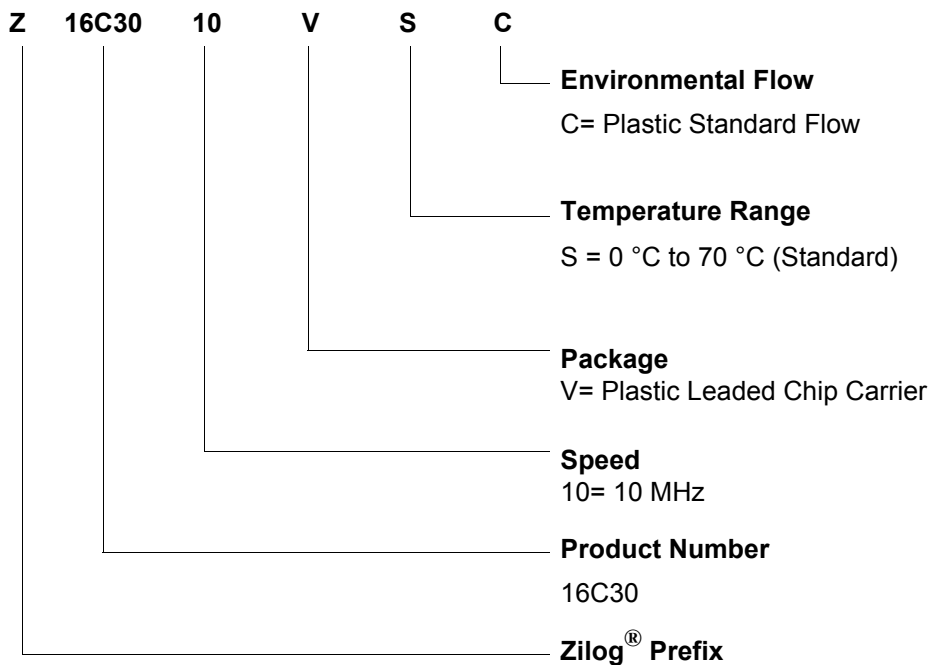 Z 16C30 10 V S C
Environmental Flow
C= Plastic Standard Flow
Temperature Range
S = 0 °C to 70 °C (Standard)
Package
V= Plastic Leaded Chip Carrier
Speed
10= 10 MHz
Product Number
16C30
Zilog® Prefix